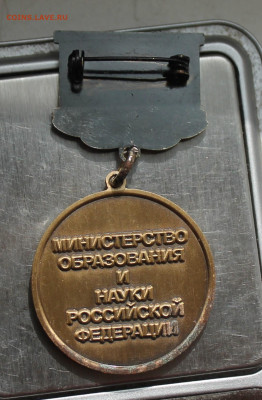 COINS.LAVE.RU
МИНИСТЕРСТВО
ОБРАЗОВАНИЯ
И
НАУКИ
РОССИЙСКОЙ
ФЕДЕРАЦИИ